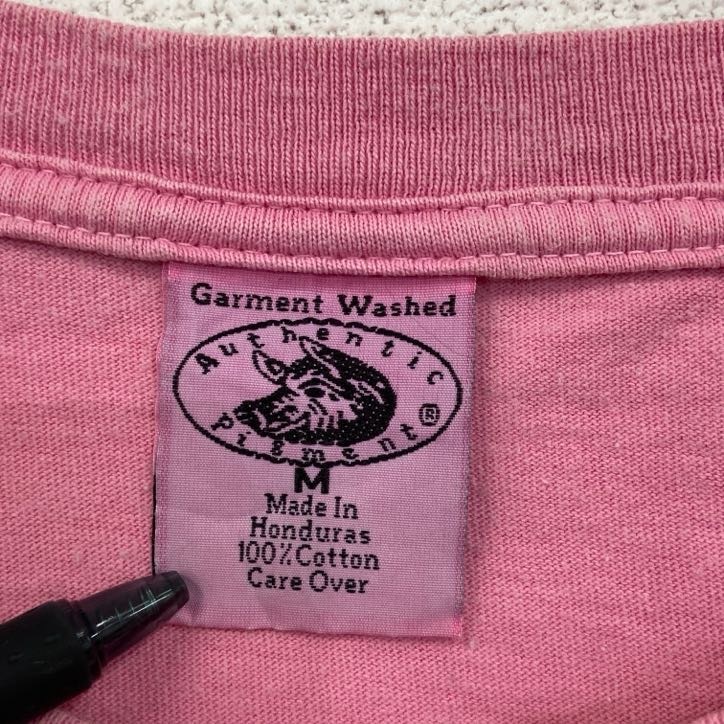 Garment Washed
Authentic
Pigment®
M
Made In
Honduras
100%Cotton
Care Over